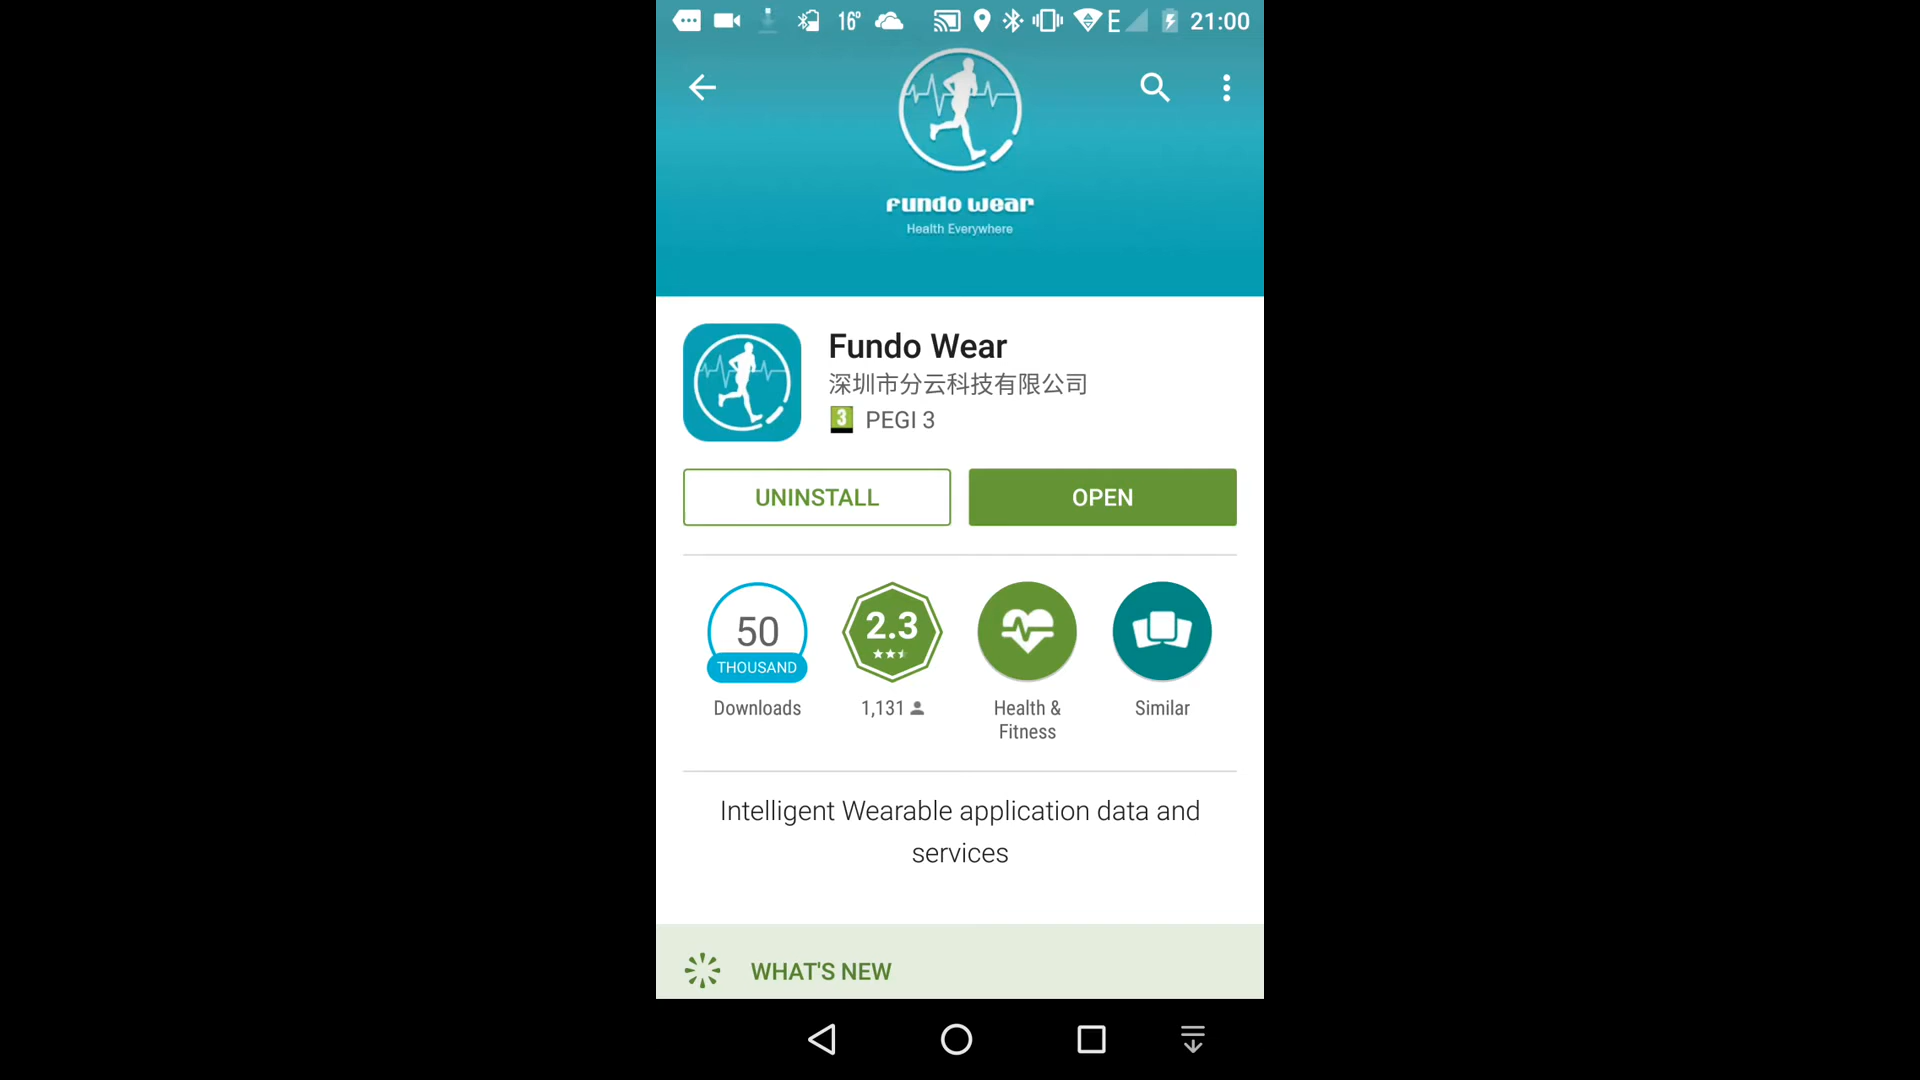 16° E 21:00
Fundo wear
Health Everywhere
Fundo Wear
深圳市分云科技有限公司
3 PEGI 3
UNINSTALL OPEN
50 THOUSAND
2.3
Downloads 1,131 Health & Fitness Similar
Intelligent Wearable application data and
services
WHAT'S NEW